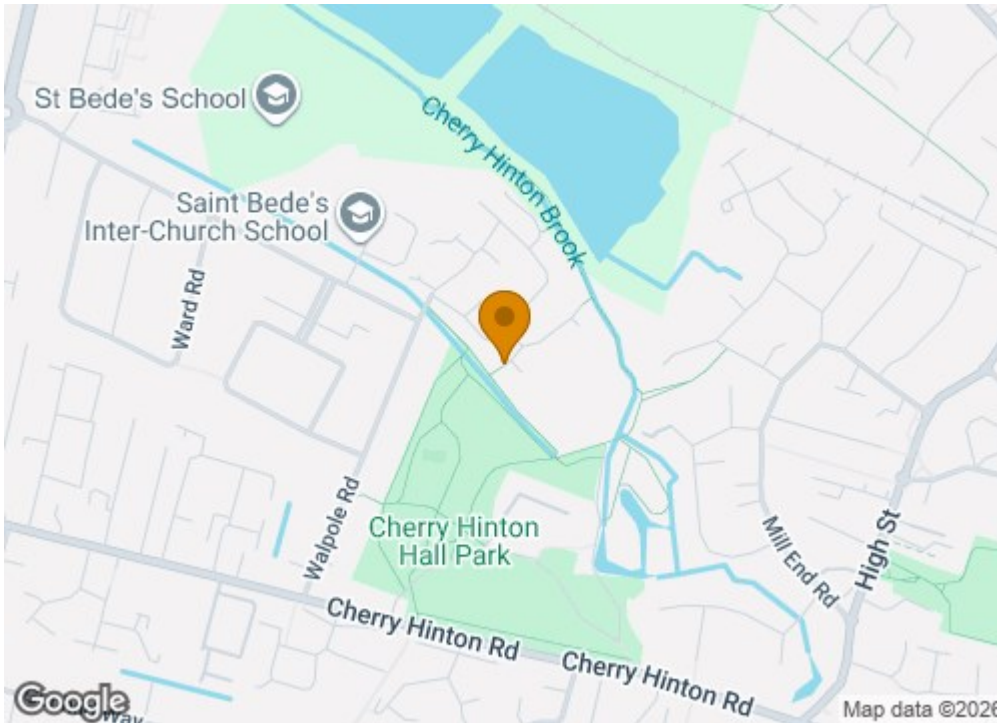 St Bede's School
Cherry Hinton Brook
Saint Bede's
Inter-Church School
Ward Rd
Walpole Rd
Cherry Hinton
Hall Park
Mill End Rd
High St
Cherry Hinton Rd
Cherry Hinton Rd
Google
Way
Map data ©2026